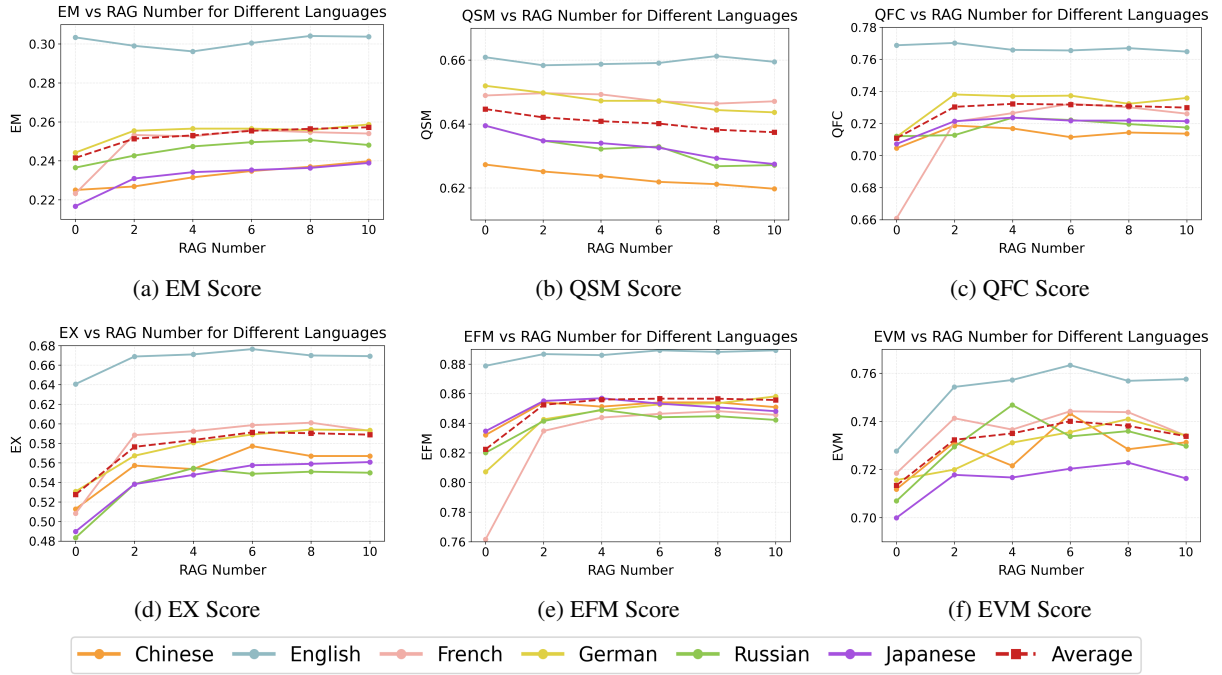 EM vs RAG Number for Different Languages
0.30
0.28
0.26
0.24
0.22
EM
0 2 4 6 8 10
RAG Number
(a) EM Score
QSM vs RAG Number for Different Languages
0.66
0.64
0.62
QSM
0 2 4 6 8 10
RAG Number
(b) QSM Score
QFC vs RAG Number for Different Languages
0.78
0.76
0.74
0.72
0.70
0.68
0.66
QFC
0 2 4 6 8 10
RAG Number
(c) QFC Score
EX vs RAG Number for Different Languages
0.68
0.66
0.64
0.62
0.60
0.58
0.56
0.54
0.52
0.50
0.48
EX
0 2 4 6 8 10
RAG Number
(d) EX Score
EFM vs RAG Number for Different Languages
0.88
0.86
0.84
0.82
0.80
0.78
0.76
EFM
0 2 4 6 8 10
RAG Number
(e) EFM Score
EVM vs RAG Number for Different Languages
0.76
0.74
0.72
0.70
EVM
0 2 4 6 8 10
RAG Number
(f) EVM Score
Chinese English French German Russian Japanese Average